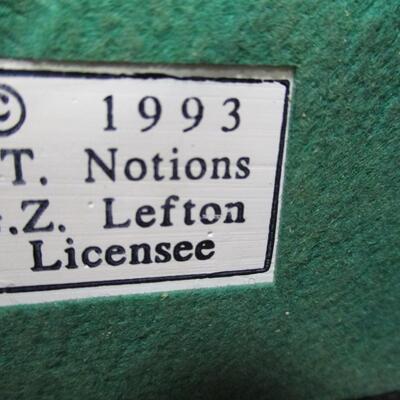 © 1993
T. Notions
.Z. Lefton
Licensee